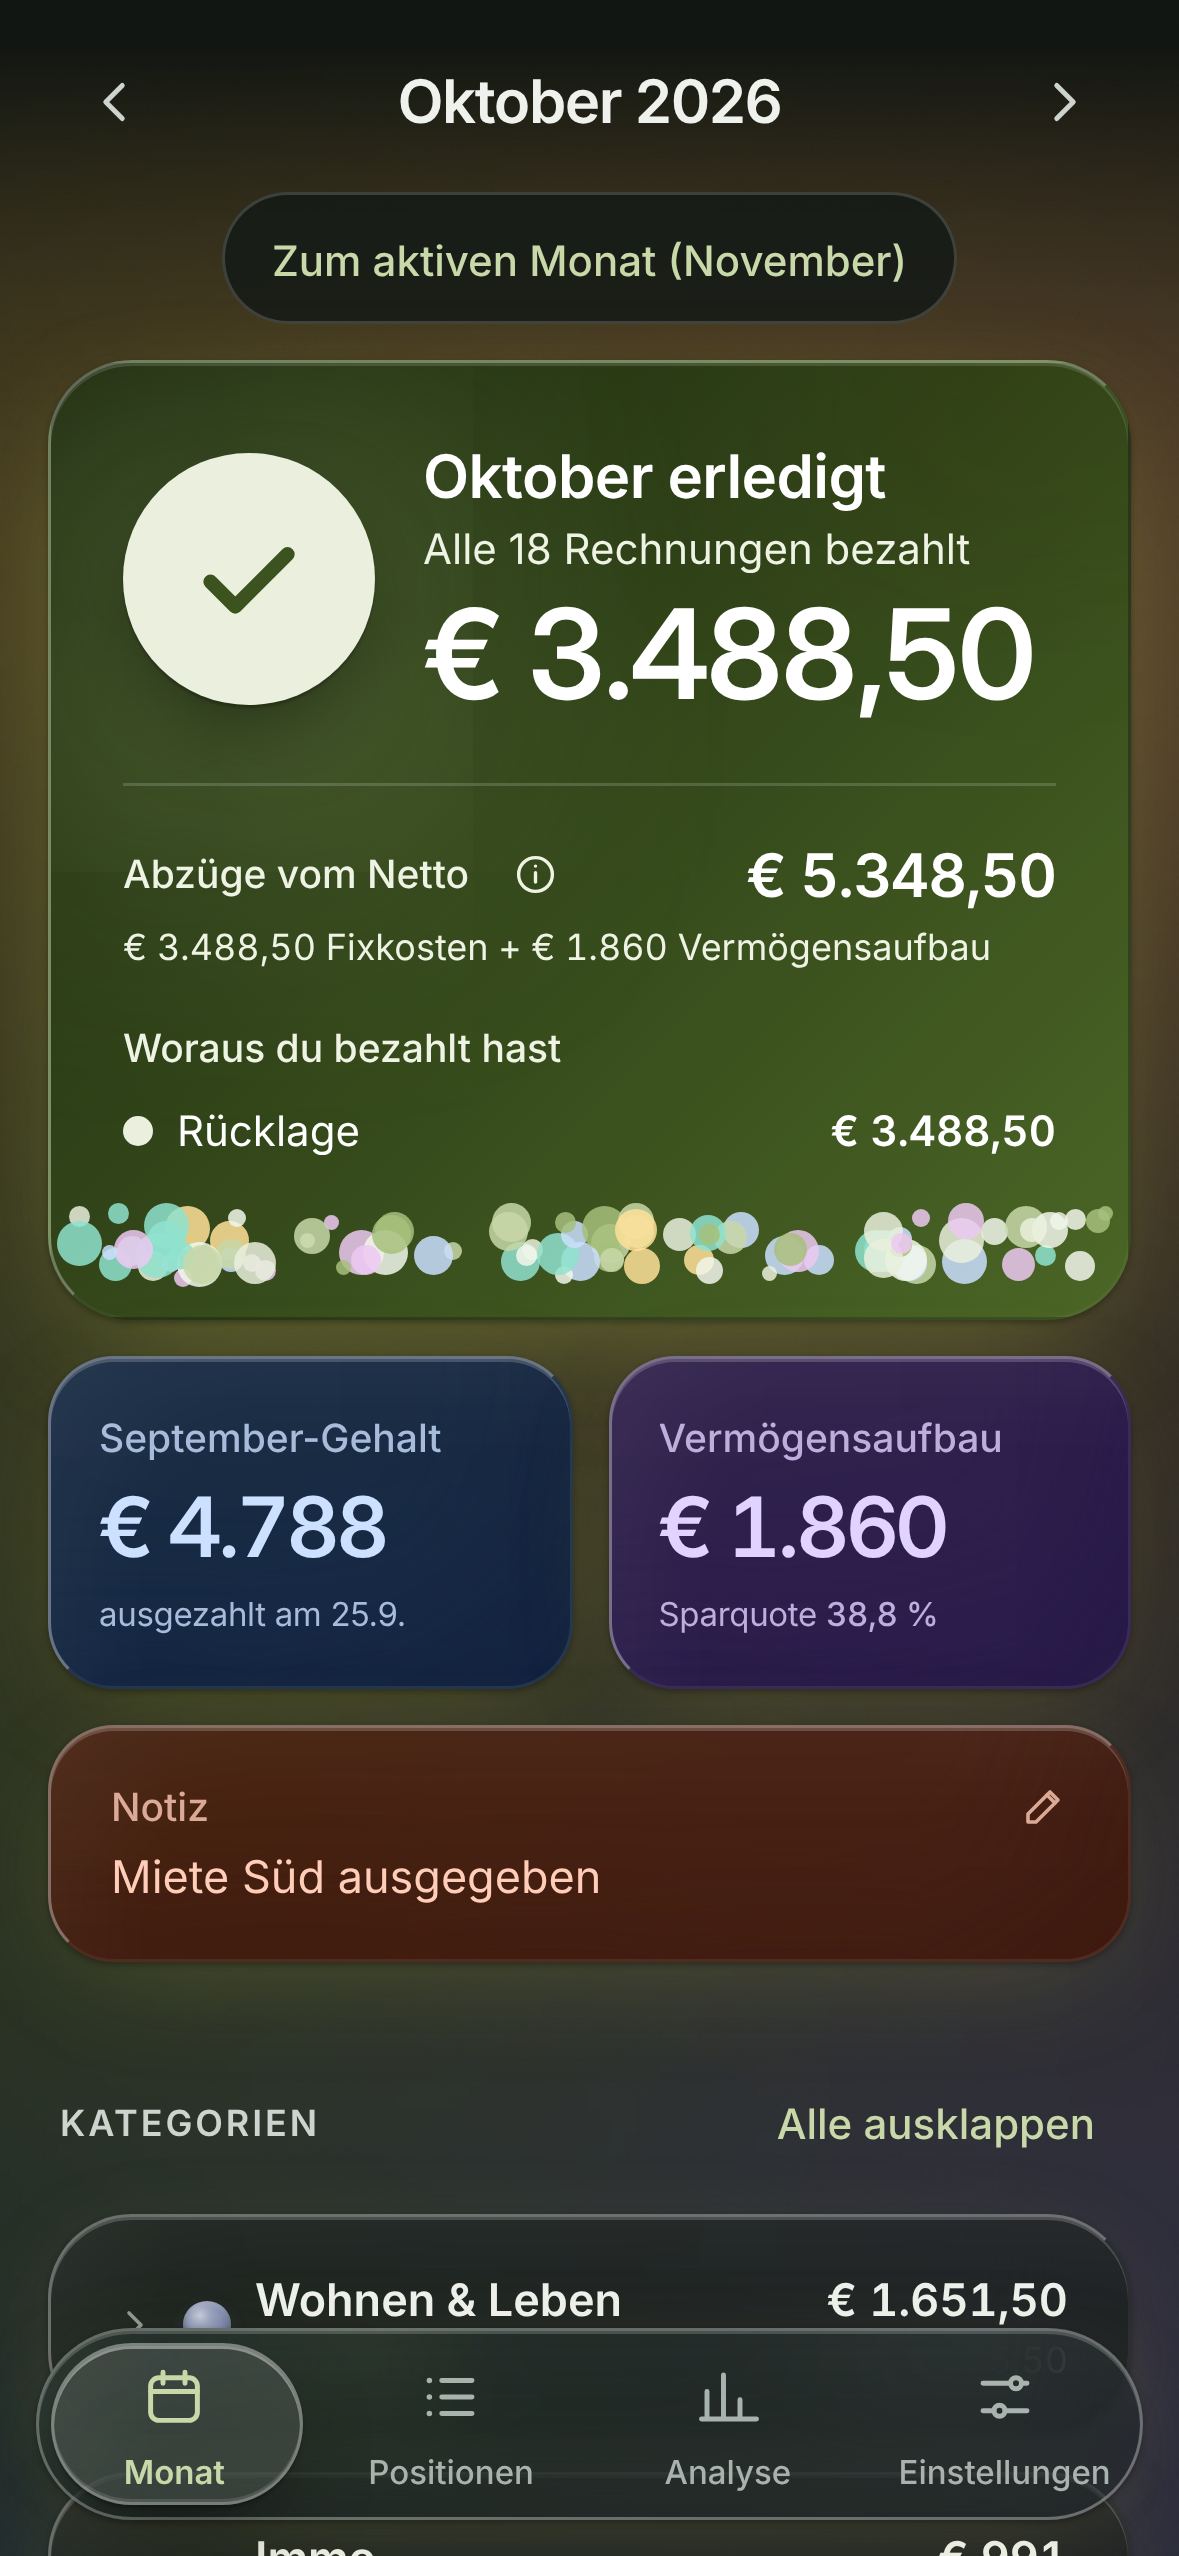 Oktober 2026
Zum aktiven Monat (November)
Oktober erledigt
Alle 18 Rechnungen bezahlt
€ 3.488,50
Abzüge vom Netto € 5.348,50
€ 3.488,50 Fixkosten + € 1.860 Vermögensaufbau
Woraus du bezahlt hast
Rücklage € 3.488,50
September-Gehalt
€ 4.788
ausgezahlt am 25.9.
Vermögensaufbau
€ 1.860
Sparquote 38,8 %
Notiz
Miete Süd ausgegeben
KATEGORIEN Alle ausklappen
Wohnen & Leben € 1.651,50
Monat Positionen Analyse Einstellungen